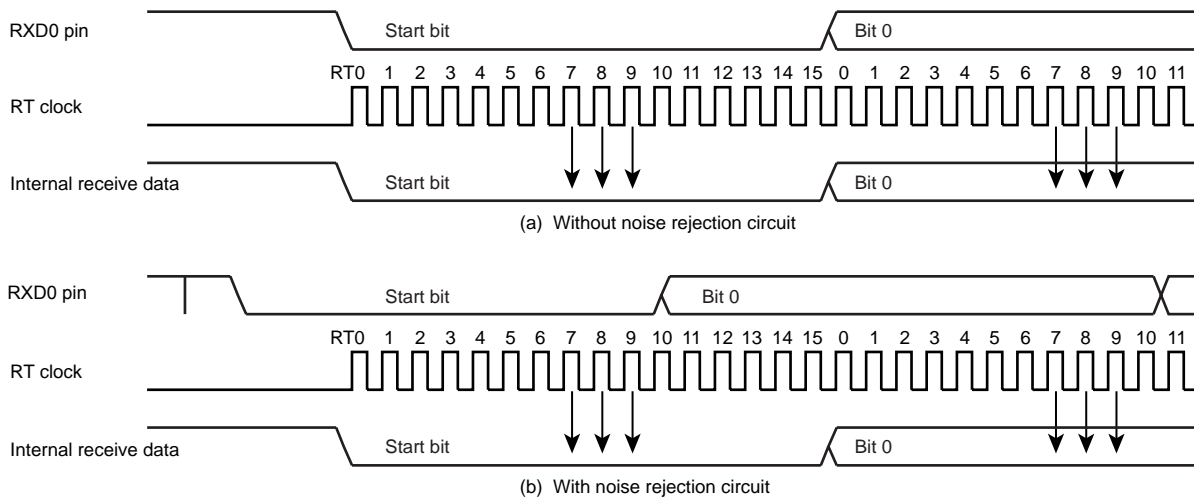 RXD0 pin Start bit Bit 0
RT0 1 2 3 4 5 6 7 8 9 10 11 12 13 14 15 0 1 2 3 4 5 6 7 8 9 10 11
RT clock
Internal receive data Start bit Bit 0
(a) Without noise rejection circuit
RXD0 pin Start bit Bit 0
RT0 1 2 3 4 5 6 7 8 9 10 11 12 13 14 15 0 1 2 3 4 5 6 7 8 9 10 11
RT clock
Internal receive data Start bit Bit 0
(b) With noise rejection circuit